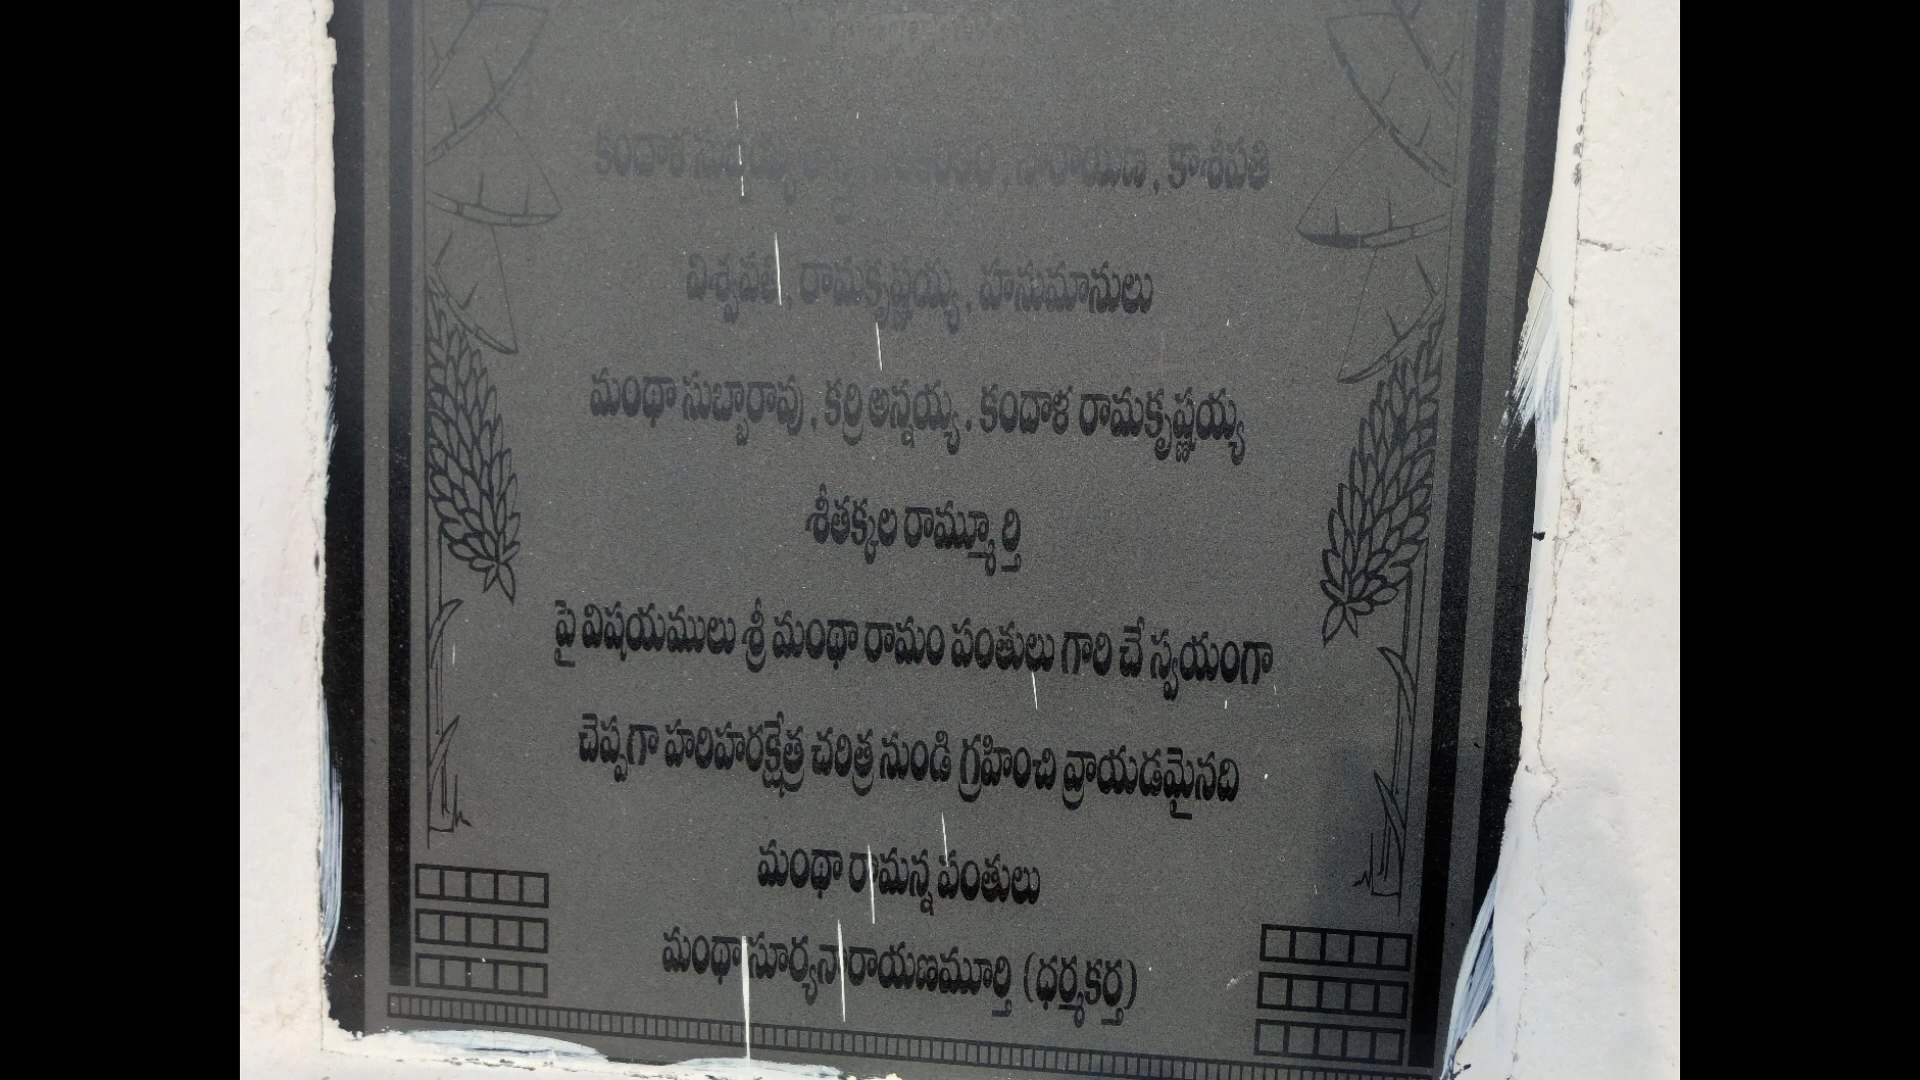 కందాళ సుబ్బయ్యశాస్త్రి , నారాయణ , కాశీపతి
విశ్వపతి , రామకృష్ణయ్య , హనుమానులు
మంథా సుబ్బారావు , కర్రి అన్నయ్య . కందాళ రామకృష్ణయ్య
శీతక్కల రామ్మూర్తి
పై విషయములు శ్రీ మంథా రామం పంతులు గారి చే స్వయంగా
చెప్పగా హరిహరక్షేత్ర చరిత్ర నుండి గ్రహించి వ్రాయడమైనది
మంథా రామన్న పంతులు
మంథా సూర్యనారాయణమూర్తి (ధర్మకర్త)